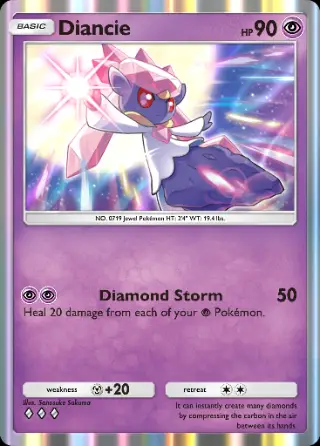 BASIC Diancie HP 90
NO. 0719 Jewel Pokémon HT: 2'4" WT: 19.4 lbs.
Diamond Storm 50
Heal 20 damage from each of your Pokémon.
weakness +20 retreat
Illus. Sanosuke Sakuma
It can instantly create many diamonds
by compressing the carbon in the air
between its hands.